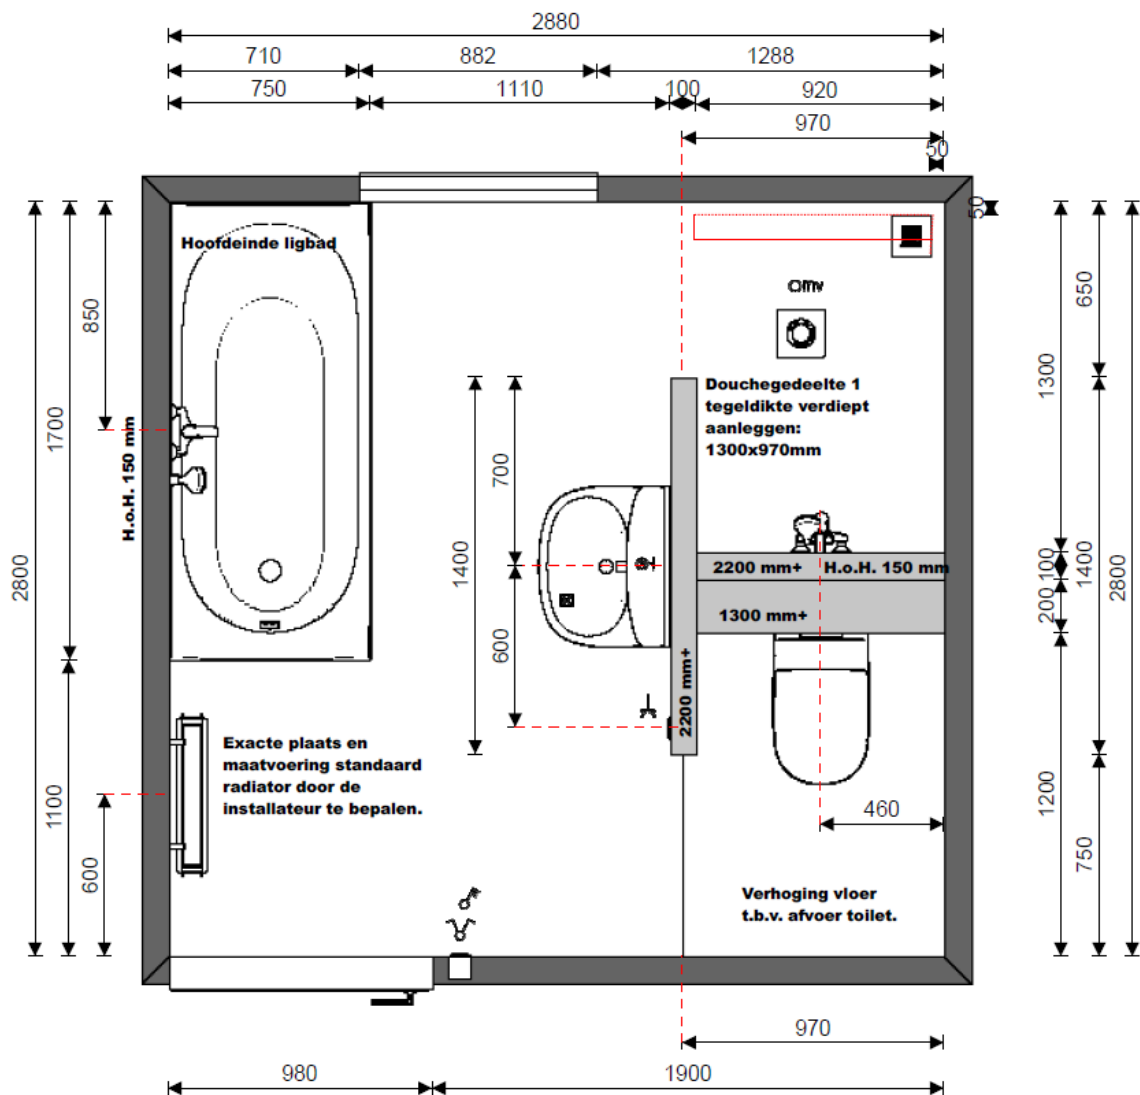 2880
710
882
1288
750
1110
100
920
970
50
50
Hoofdeinde ligbad
mv
850
650
1300
1700
H.o.H. 150 mm
Douchegedeelte 1
tegeldikte verdiept
aanleggen:
1300x970mm
700
1400
2800
2200 mm+
H.o.H. 150 mm
100
1400
2800
200
1300 mm+
600
2200 mm+
Exacte plaats en
maatvoering standaard
radiator door de
installateur te bepalen.
1100
600
460
1200
750
Verhoging vloer
t.b.v. afvoer toilet.
970
980
1900